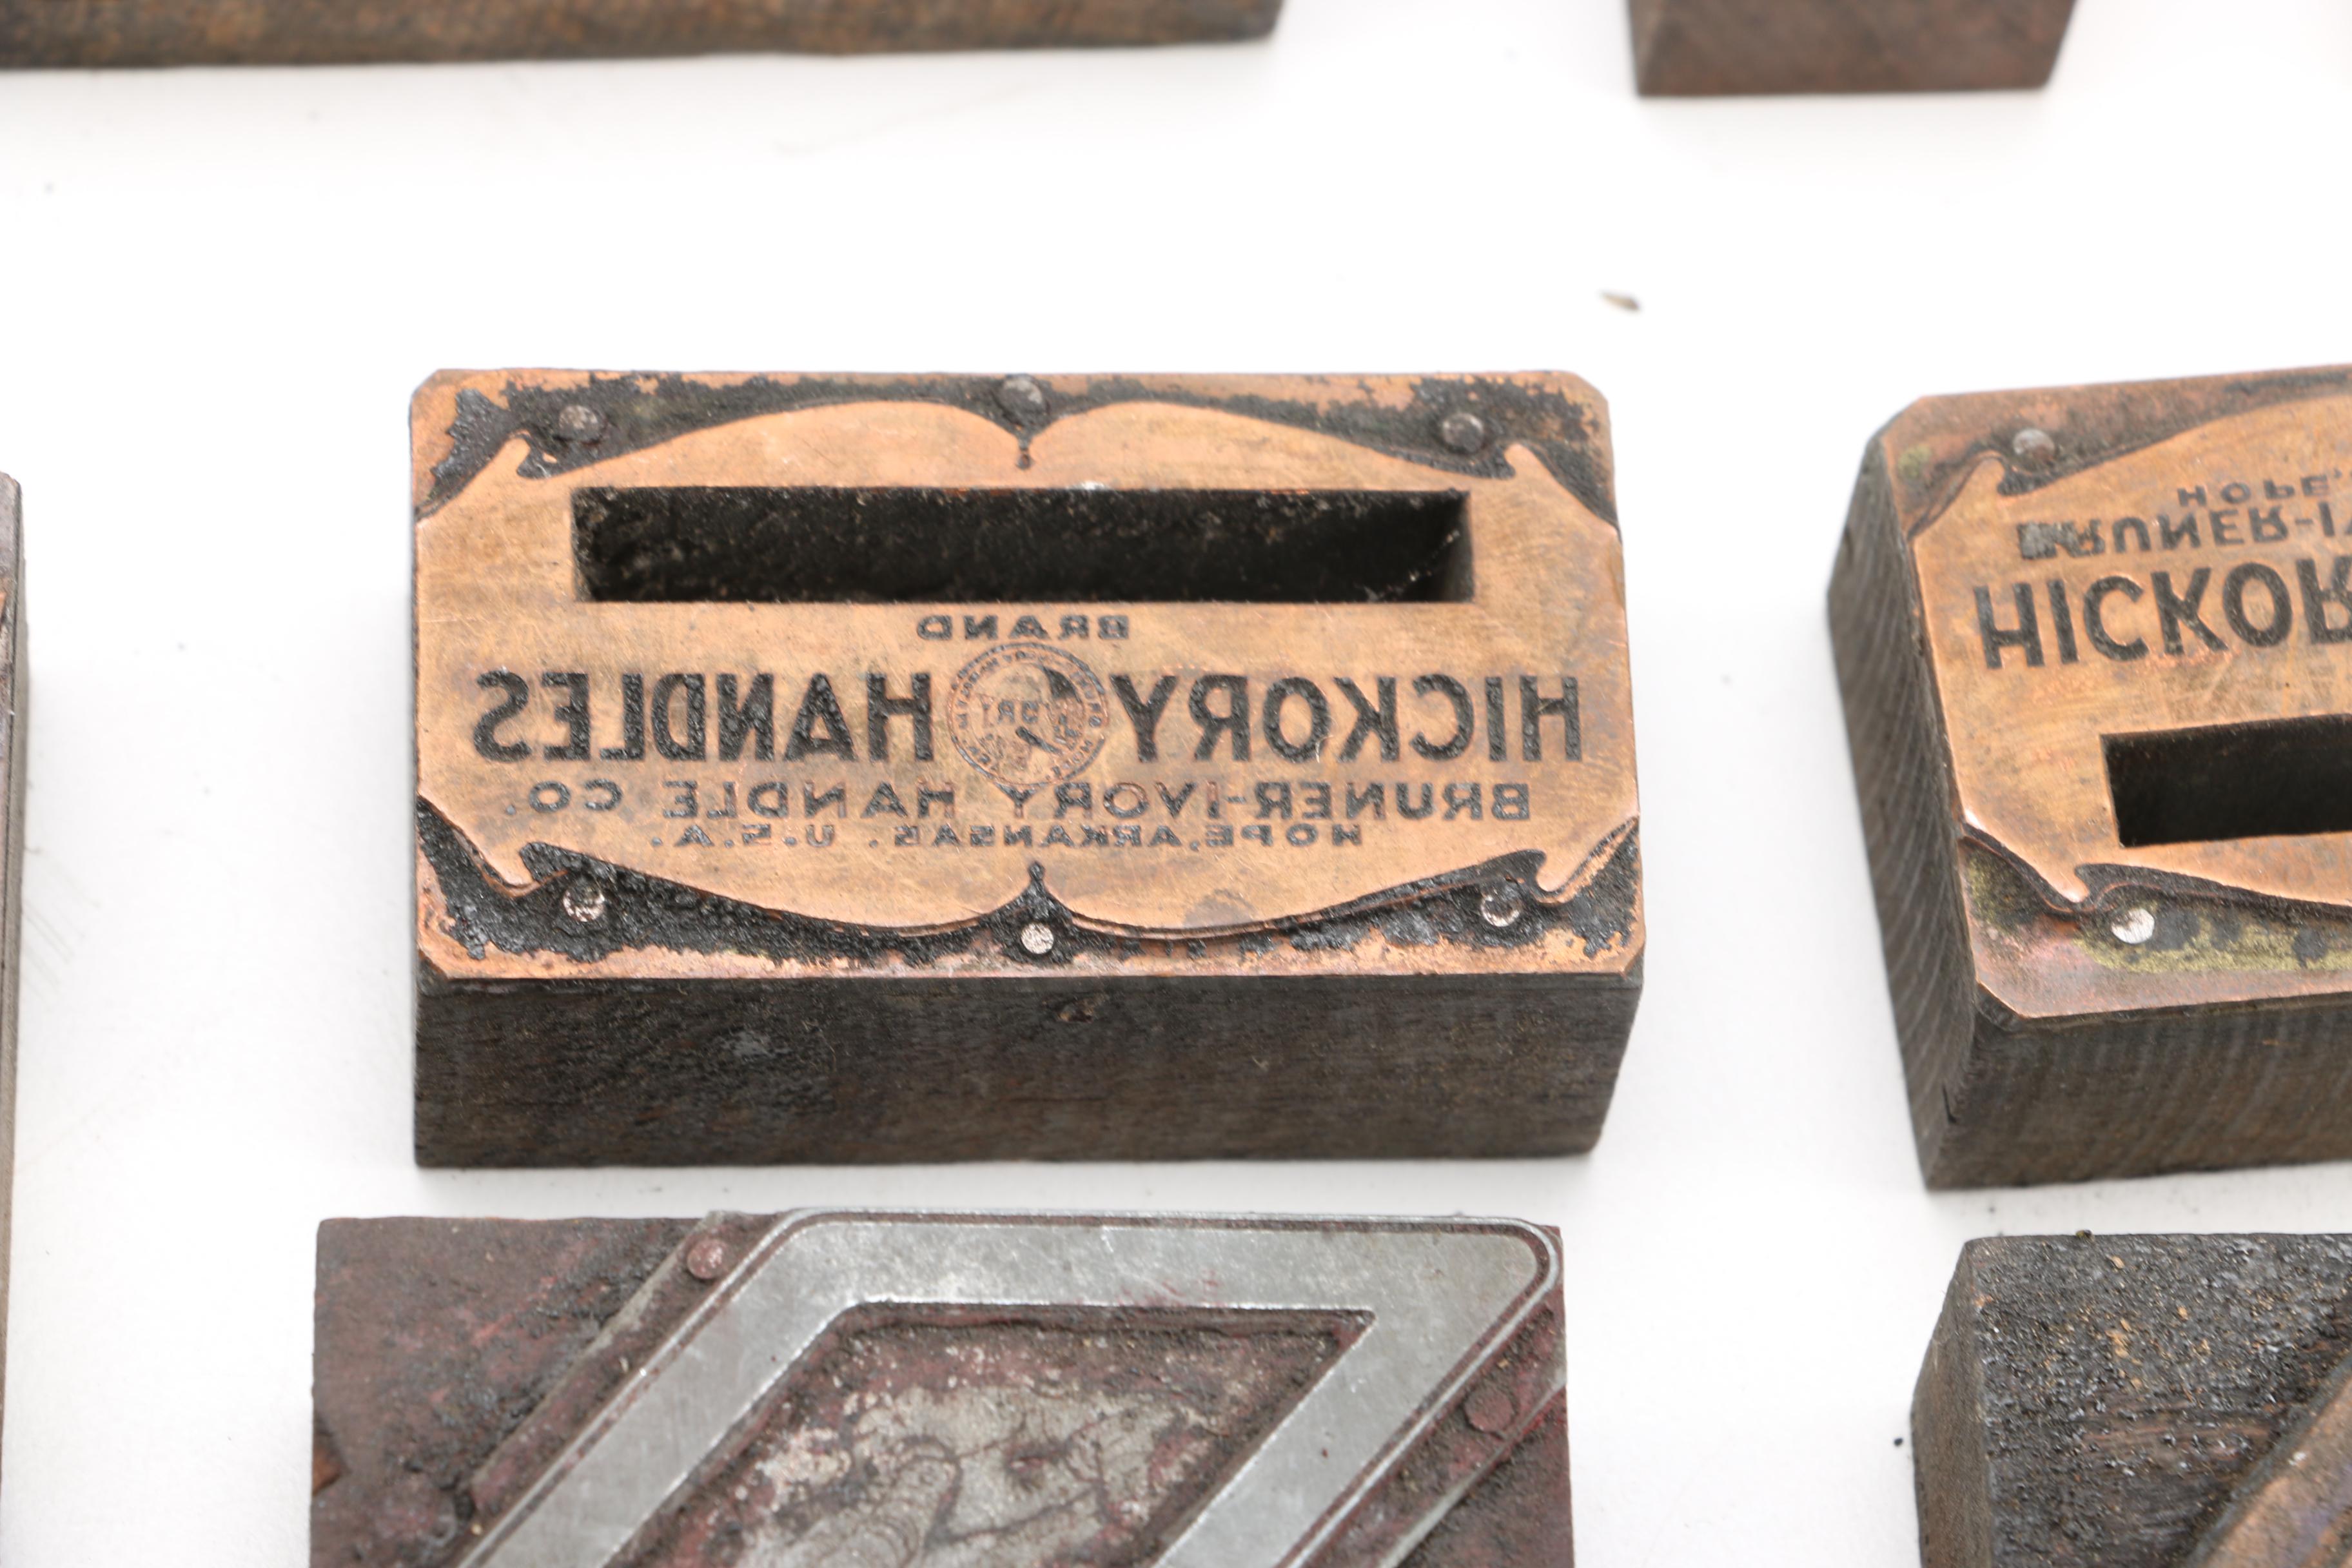 BRAND
HICKORY HANDLES
BRUNER-IVORY HANDLE CO.
HOPE, ARKANSAS. U.S.A.
HOPE,
BRUNER-I
HICKOR